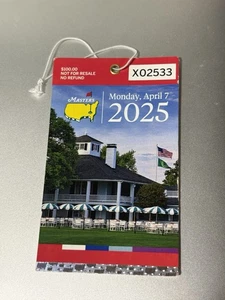 $100.00
NOT FOR RESALE
NO REFUND
X02533
MASTERS
Monday, April 7
2025